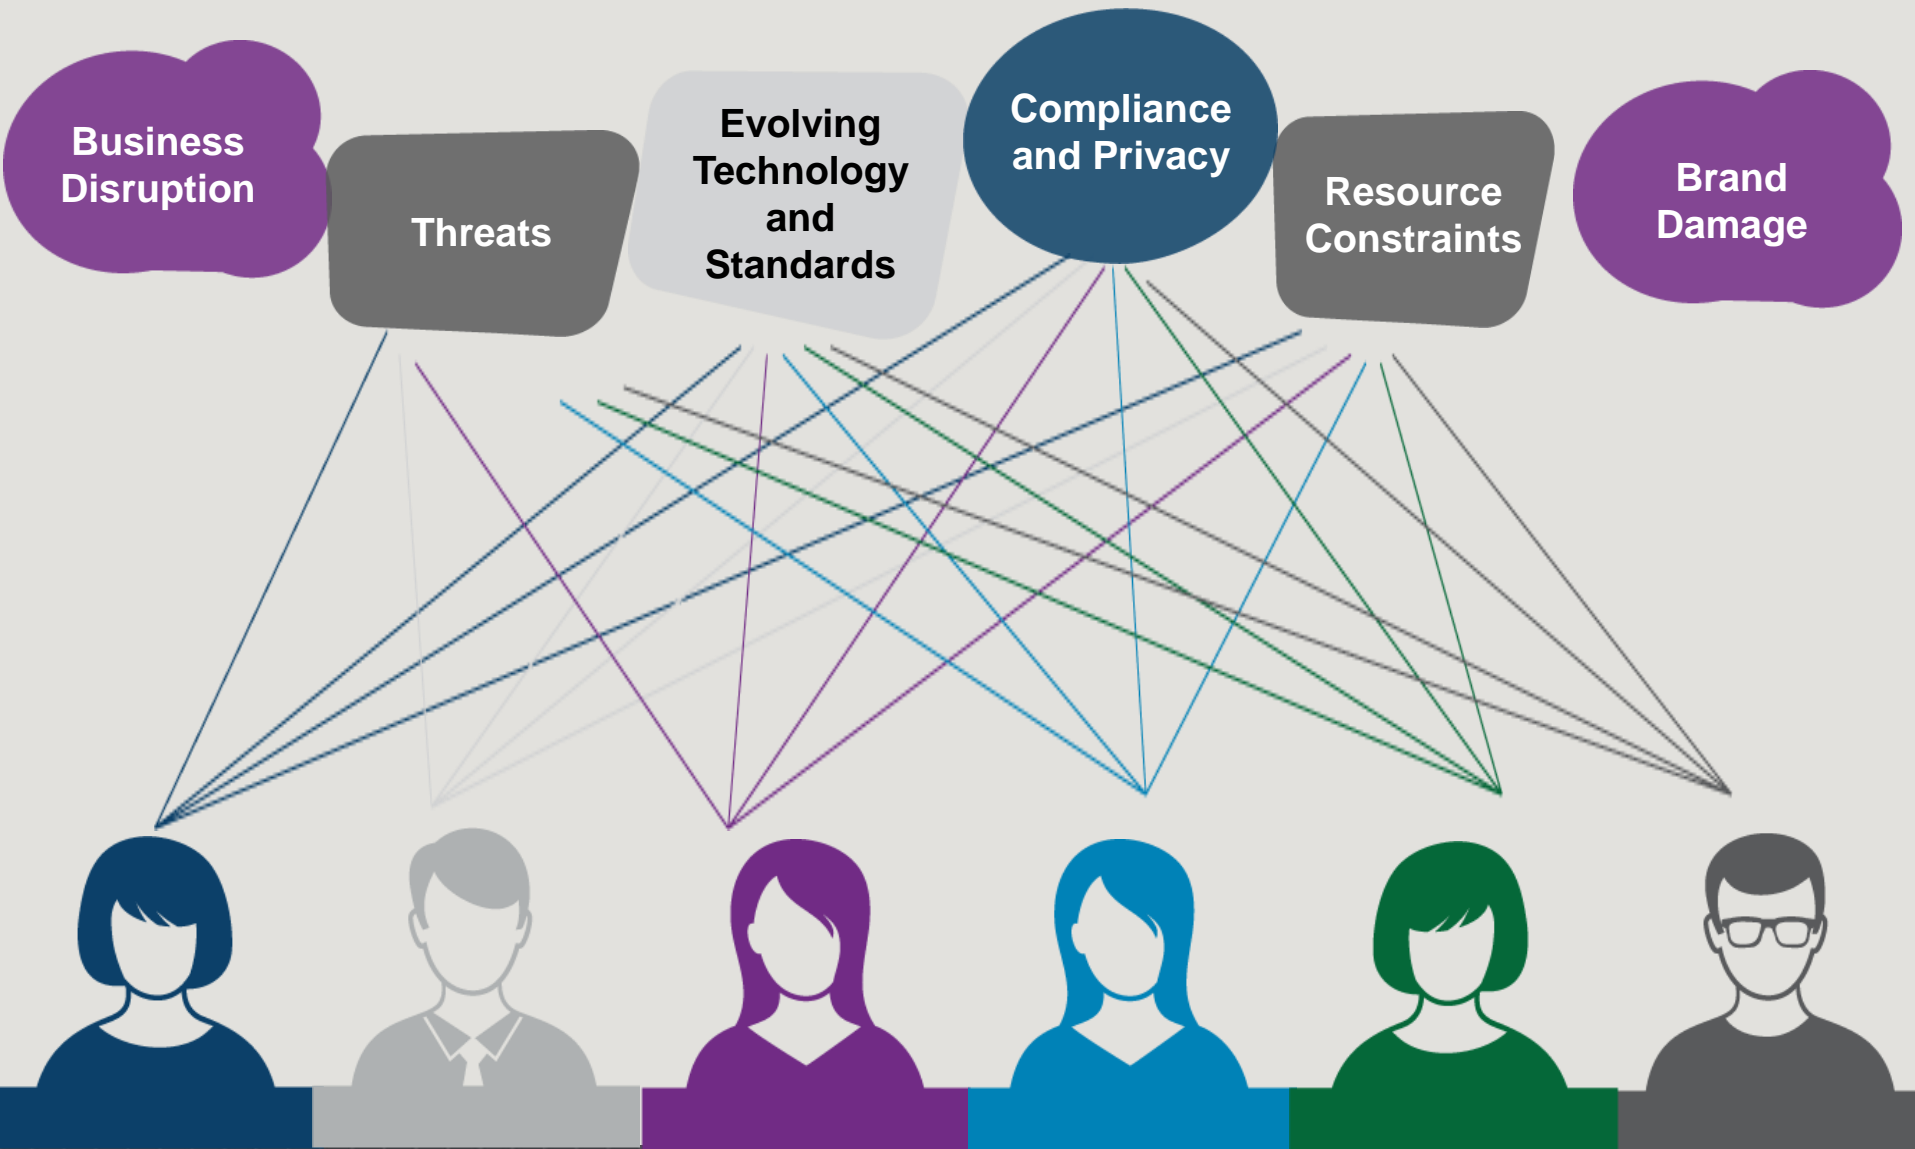 Business
Disruption
Threats
Evolving
Technology
and
Standards
Compliance
and Privacy
Resource
Constraints
Brand
Damage